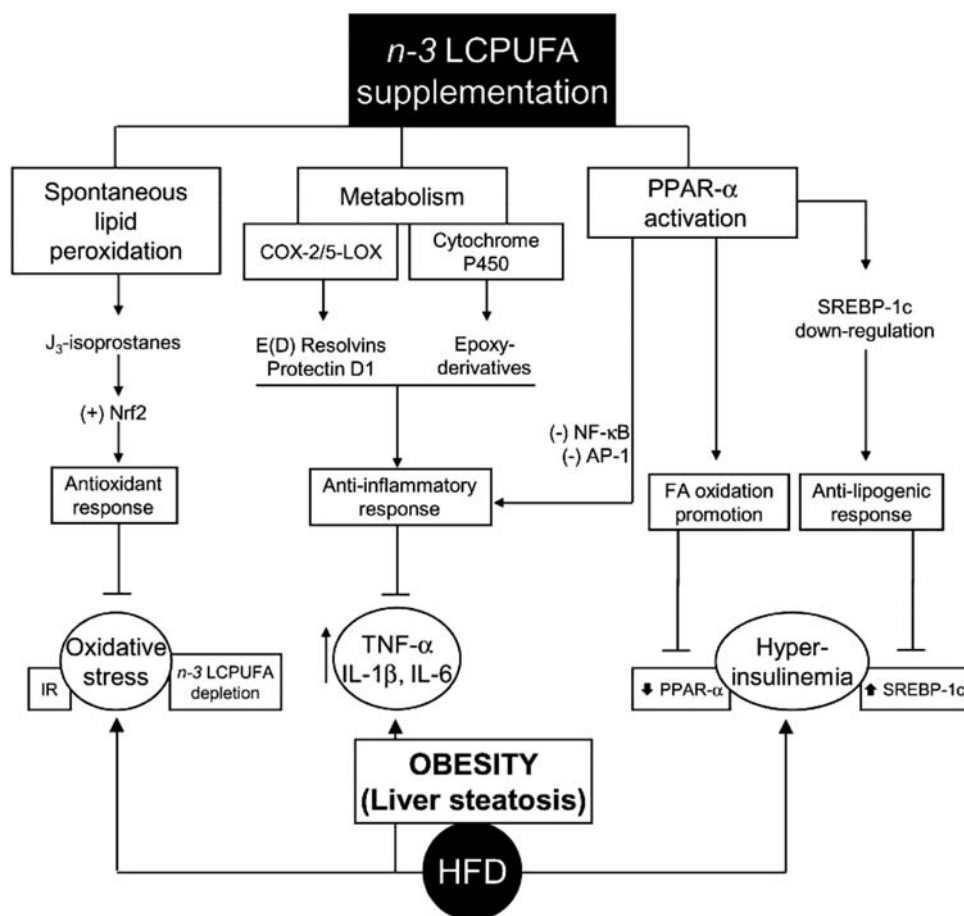 n-3 LCPUFA
supplementation
Spontaneous
lipid
peroxidation
Metabolism
COX-2/5-LOX
Cytochrome
P450
PPAR-α
activation
J₃-isoprostanes
E(D) Resolvins
Protectin D1
Epoxy-
derivatives
SREBP-1c
down-regulation
(+) Nrf2
(-) NF-κB
(-) AP-1
Antioxidant
response
Anti-inflammatory
response
FA oxidation
promotion
Anti-lipogenic
response
Oxidative
stress
IR
n-3 LCPUFA
depletion
TNF-α
IL-1β, IL-6
Hyper-
insulinemia
PPAR-α
SREBP-1c
OBESITY
(Liver steatosis)
HFD